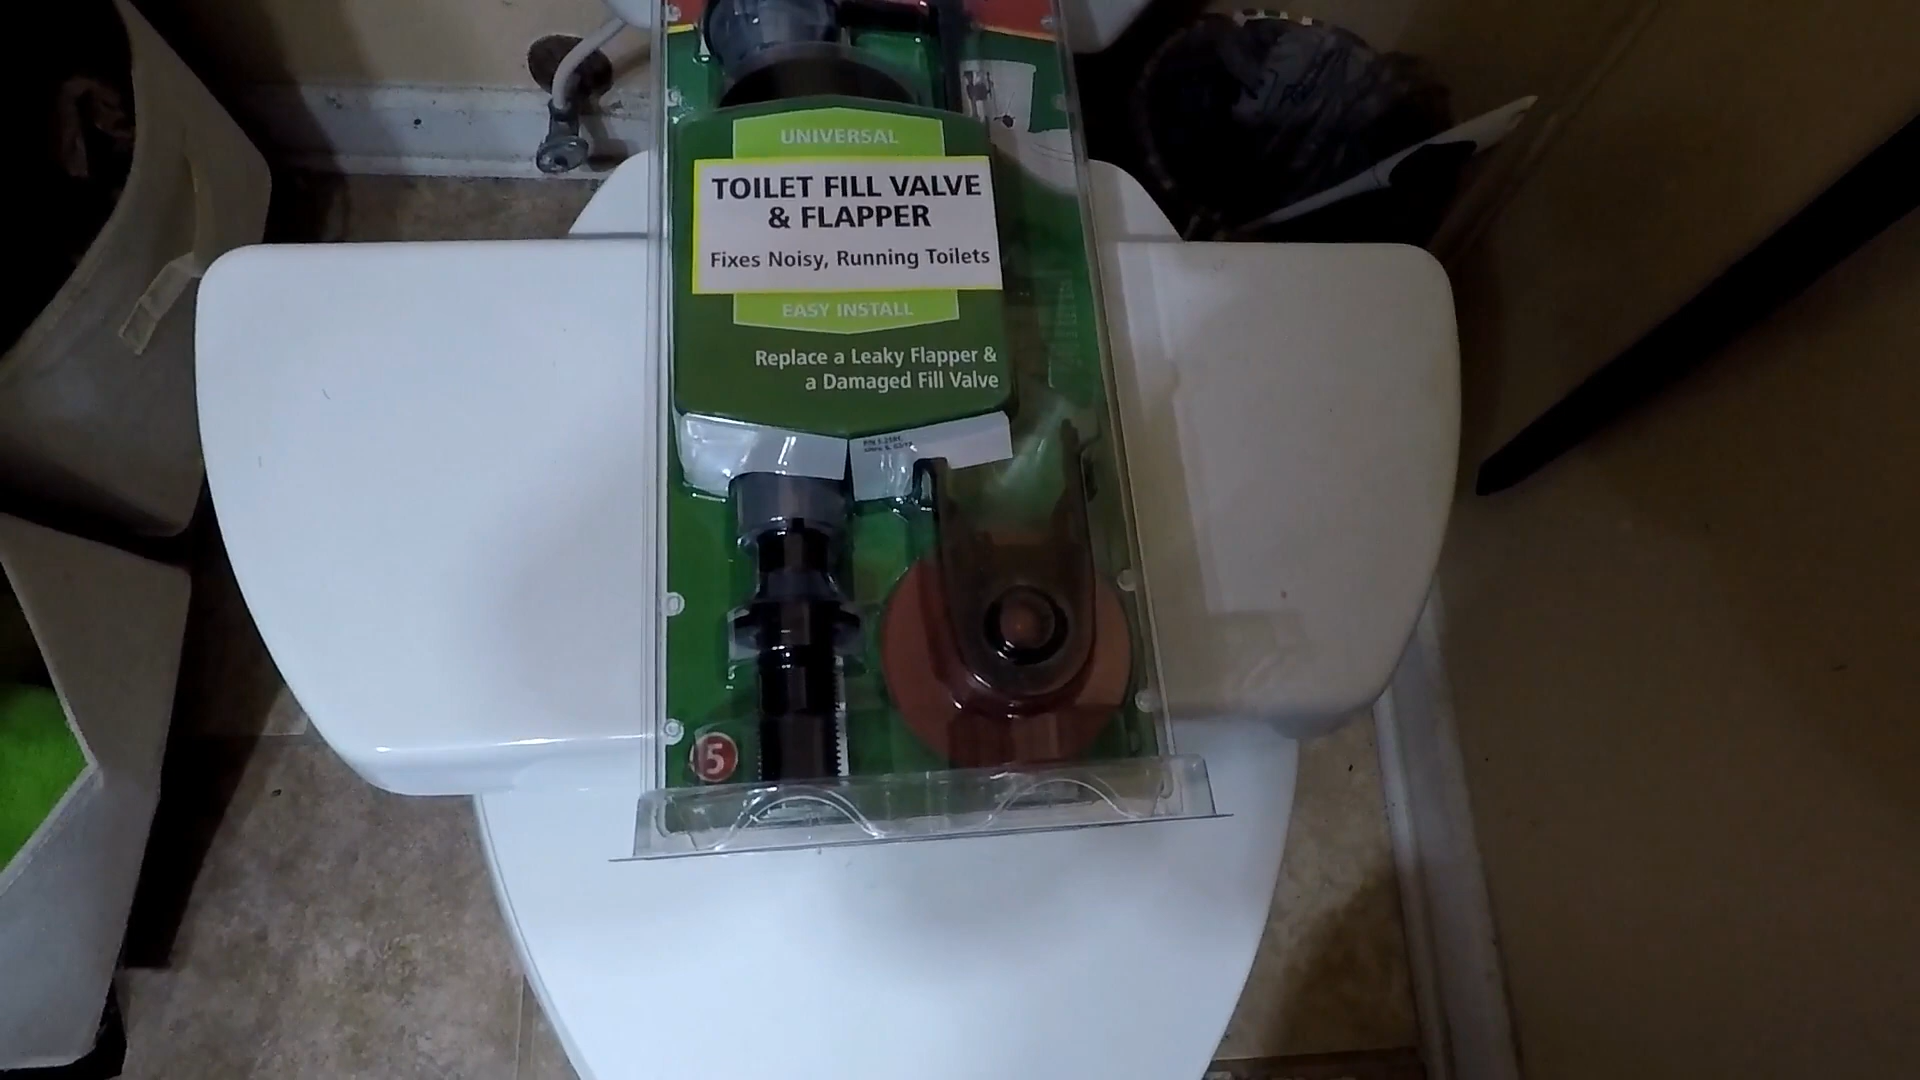 UNIVERSAL
TOILET FILL VALVE
& FLAPPER
Fixes Noisy, Running Toilets
EASY INSTALL
Replace a Leaky Flapper &
a Damaged Fill Valve
5